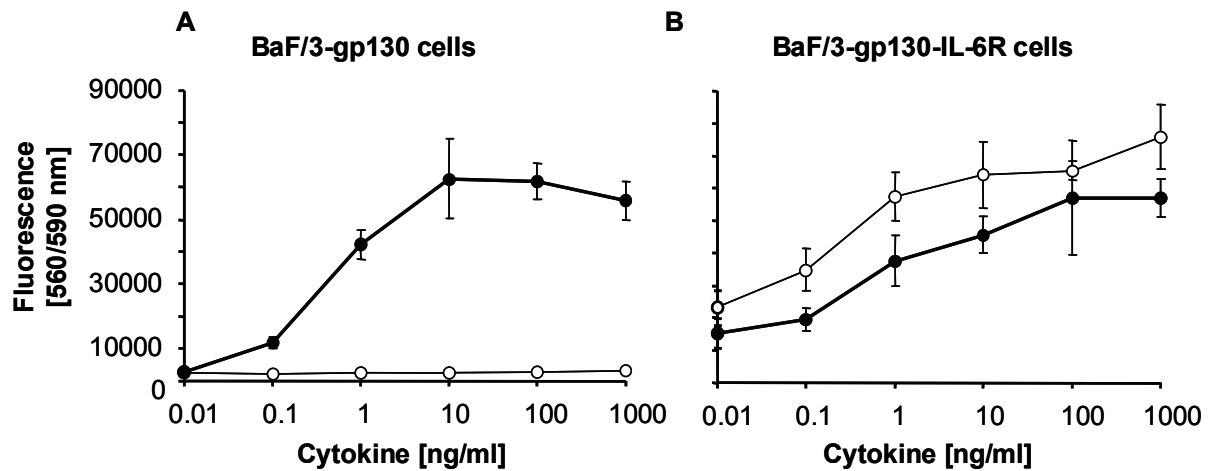 A
BaF/3-gp130 cells
B
BaF/3-gp130-IL-6R cells
Fluorescence
[560/590 nm]
90000
70000
50000
30000
10000
0
0.01 0.1 1 10 100 1000
Cytokine [ng/ml]
0.01 0.1 1 10 100 1000
Cytokine [ng/ml]